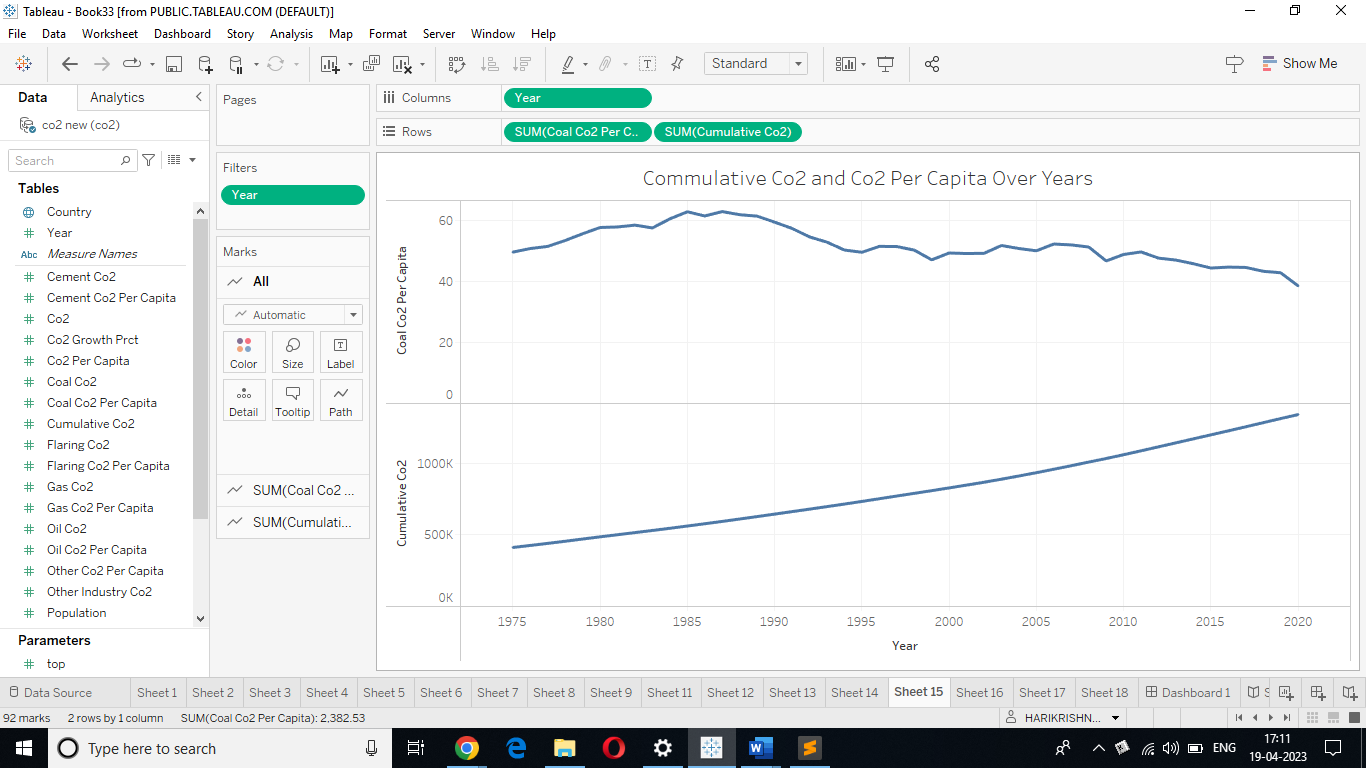 Tableau - Book33 [from PUBLIC.TABLEAU.COM (DEFAULT)]
File Data Worksheet Dashboard Story Analysis Map Format Server Window Help
Standard
Show Me
Data Analytics
co2 new (co2)
Search
Tables
Country
Year
Abc Measure Names
Cement Co2
Cement Co2 Per Capita
Co2
Co2 Growth Prct
Co2 Per Capita
Coal Co2
Coal Co2 Per Capita
Cumulative Co2
Flaring Co2
Flaring Co2 Per Capita
Gas Co2
Gas Co2 Per Capita
Oil Co2
Oil Co2 Per Capita
Other Co2 Per Capita
Other Industry Co2
Population
Parameters
top
Pages
Filters
Year
Marks
All
Automatic
Color Size Label
Detail Tooltip Path
SUM(Coal Co2 ...
SUM(Cumulati...
Columns Year
Rows SUM(Coal Co2 Per C.. SUM(Cumulative Co2)
Commulative Co2 and Co2 Per Capita Over Years
Coal Co2 Per Capita
60
40
20
0
Cumulative Co2
1000K
500K
0K
1975 1980 1985 1990 1995 2000 2005 2010 2015 2020
Year
Data Source Sheet 1 Sheet 2 Sheet 3 Sheet 4 Sheet 5 Sheet 6 Sheet 7 Sheet 8 Sheet 9 Sheet 11 Sheet 12 Sheet 13 Sheet 14 Sheet 15 Sheet 16 Sheet 17 Sheet 18 Dashboard 1 S
92 marks 2 rows by 1 column SUM(Coal Co2 Per Capita): 2,382.53
HARIKRISHN...
Type here to search
ENG
17:11
19-04-2023